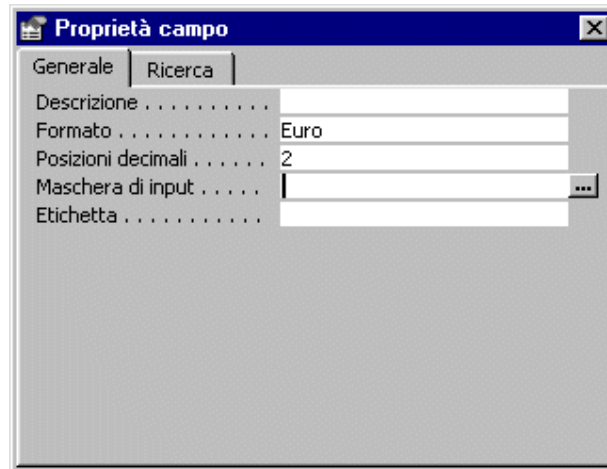 Proprietà campo
Generale Ricerca
Descrizione . . . . . . . . . .
Formato . . . . . . . . . . . . Euro
Posizioni decimali . . . . . . 2
Maschera di input . . . . . ...
Etichetta . . . . . . . . . . .